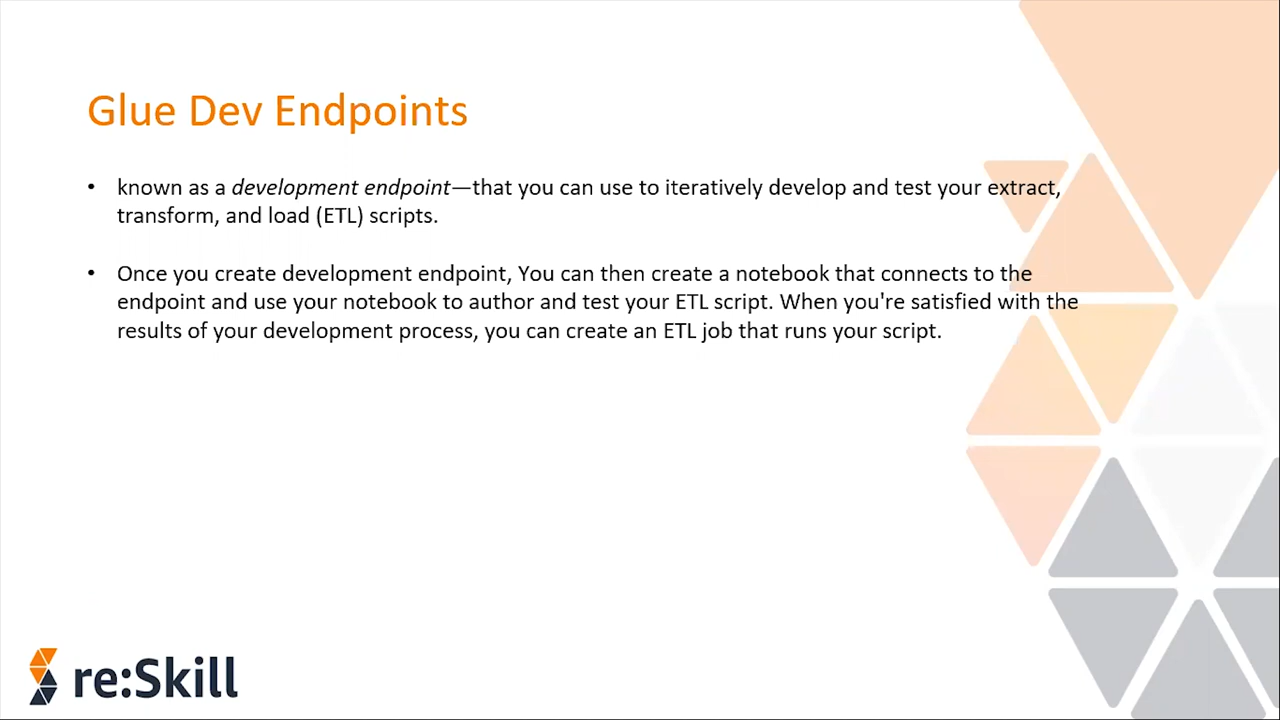 Glue Dev Endpoints
• known as a development endpoint—that you can use to iteratively develop and test your extract,
transform, and load (ETL) scripts.
• Once you create development endpoint, You can then create a notebook that connects to the
endpoint and use your notebook to author and test your ETL script. When you're satisfied with the
results of your development process, you can create an ETL job that runs your script.
re:Skill